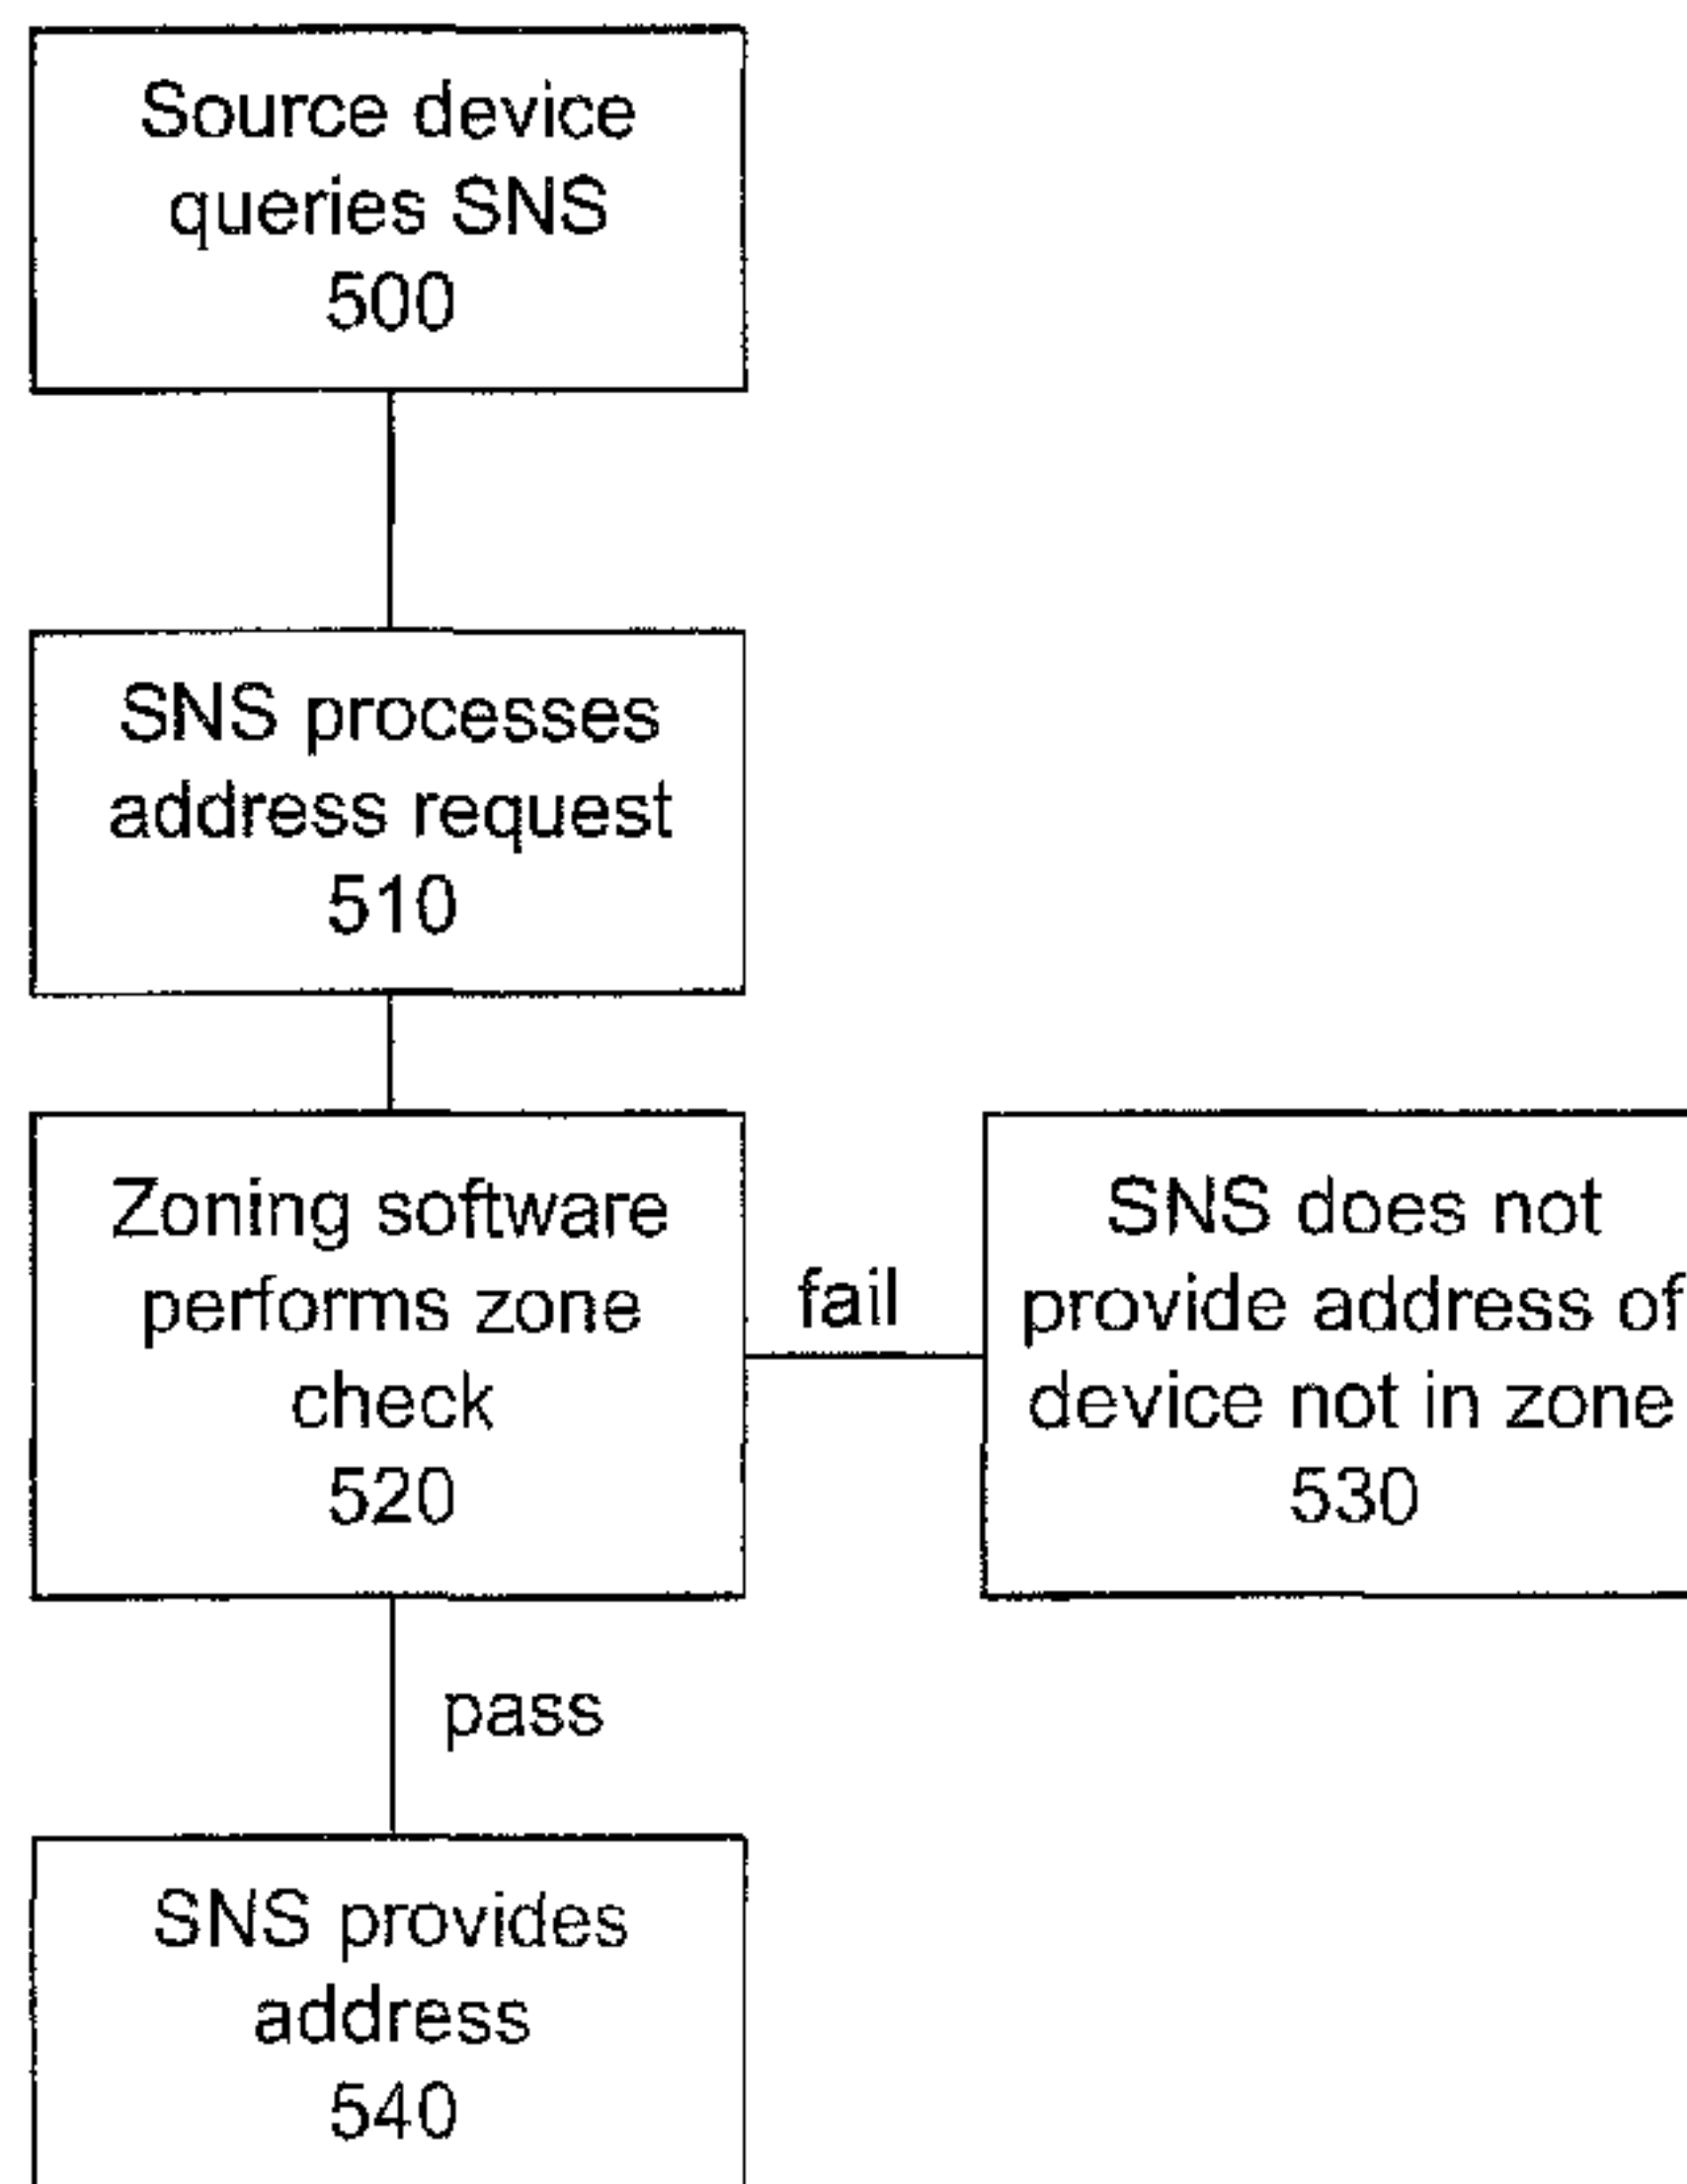 Source device
queries SNS
500
SNS processes
address request
510
Zoning software
performs zone
check
520
fail
SNS does not
provide address of
device not in zone
530
pass
SNS provides
address
540